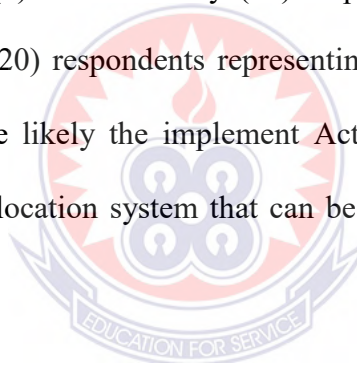 20) respondents representin
likely the implement Act
location system that can be
EDUCATION FOR SERVICE